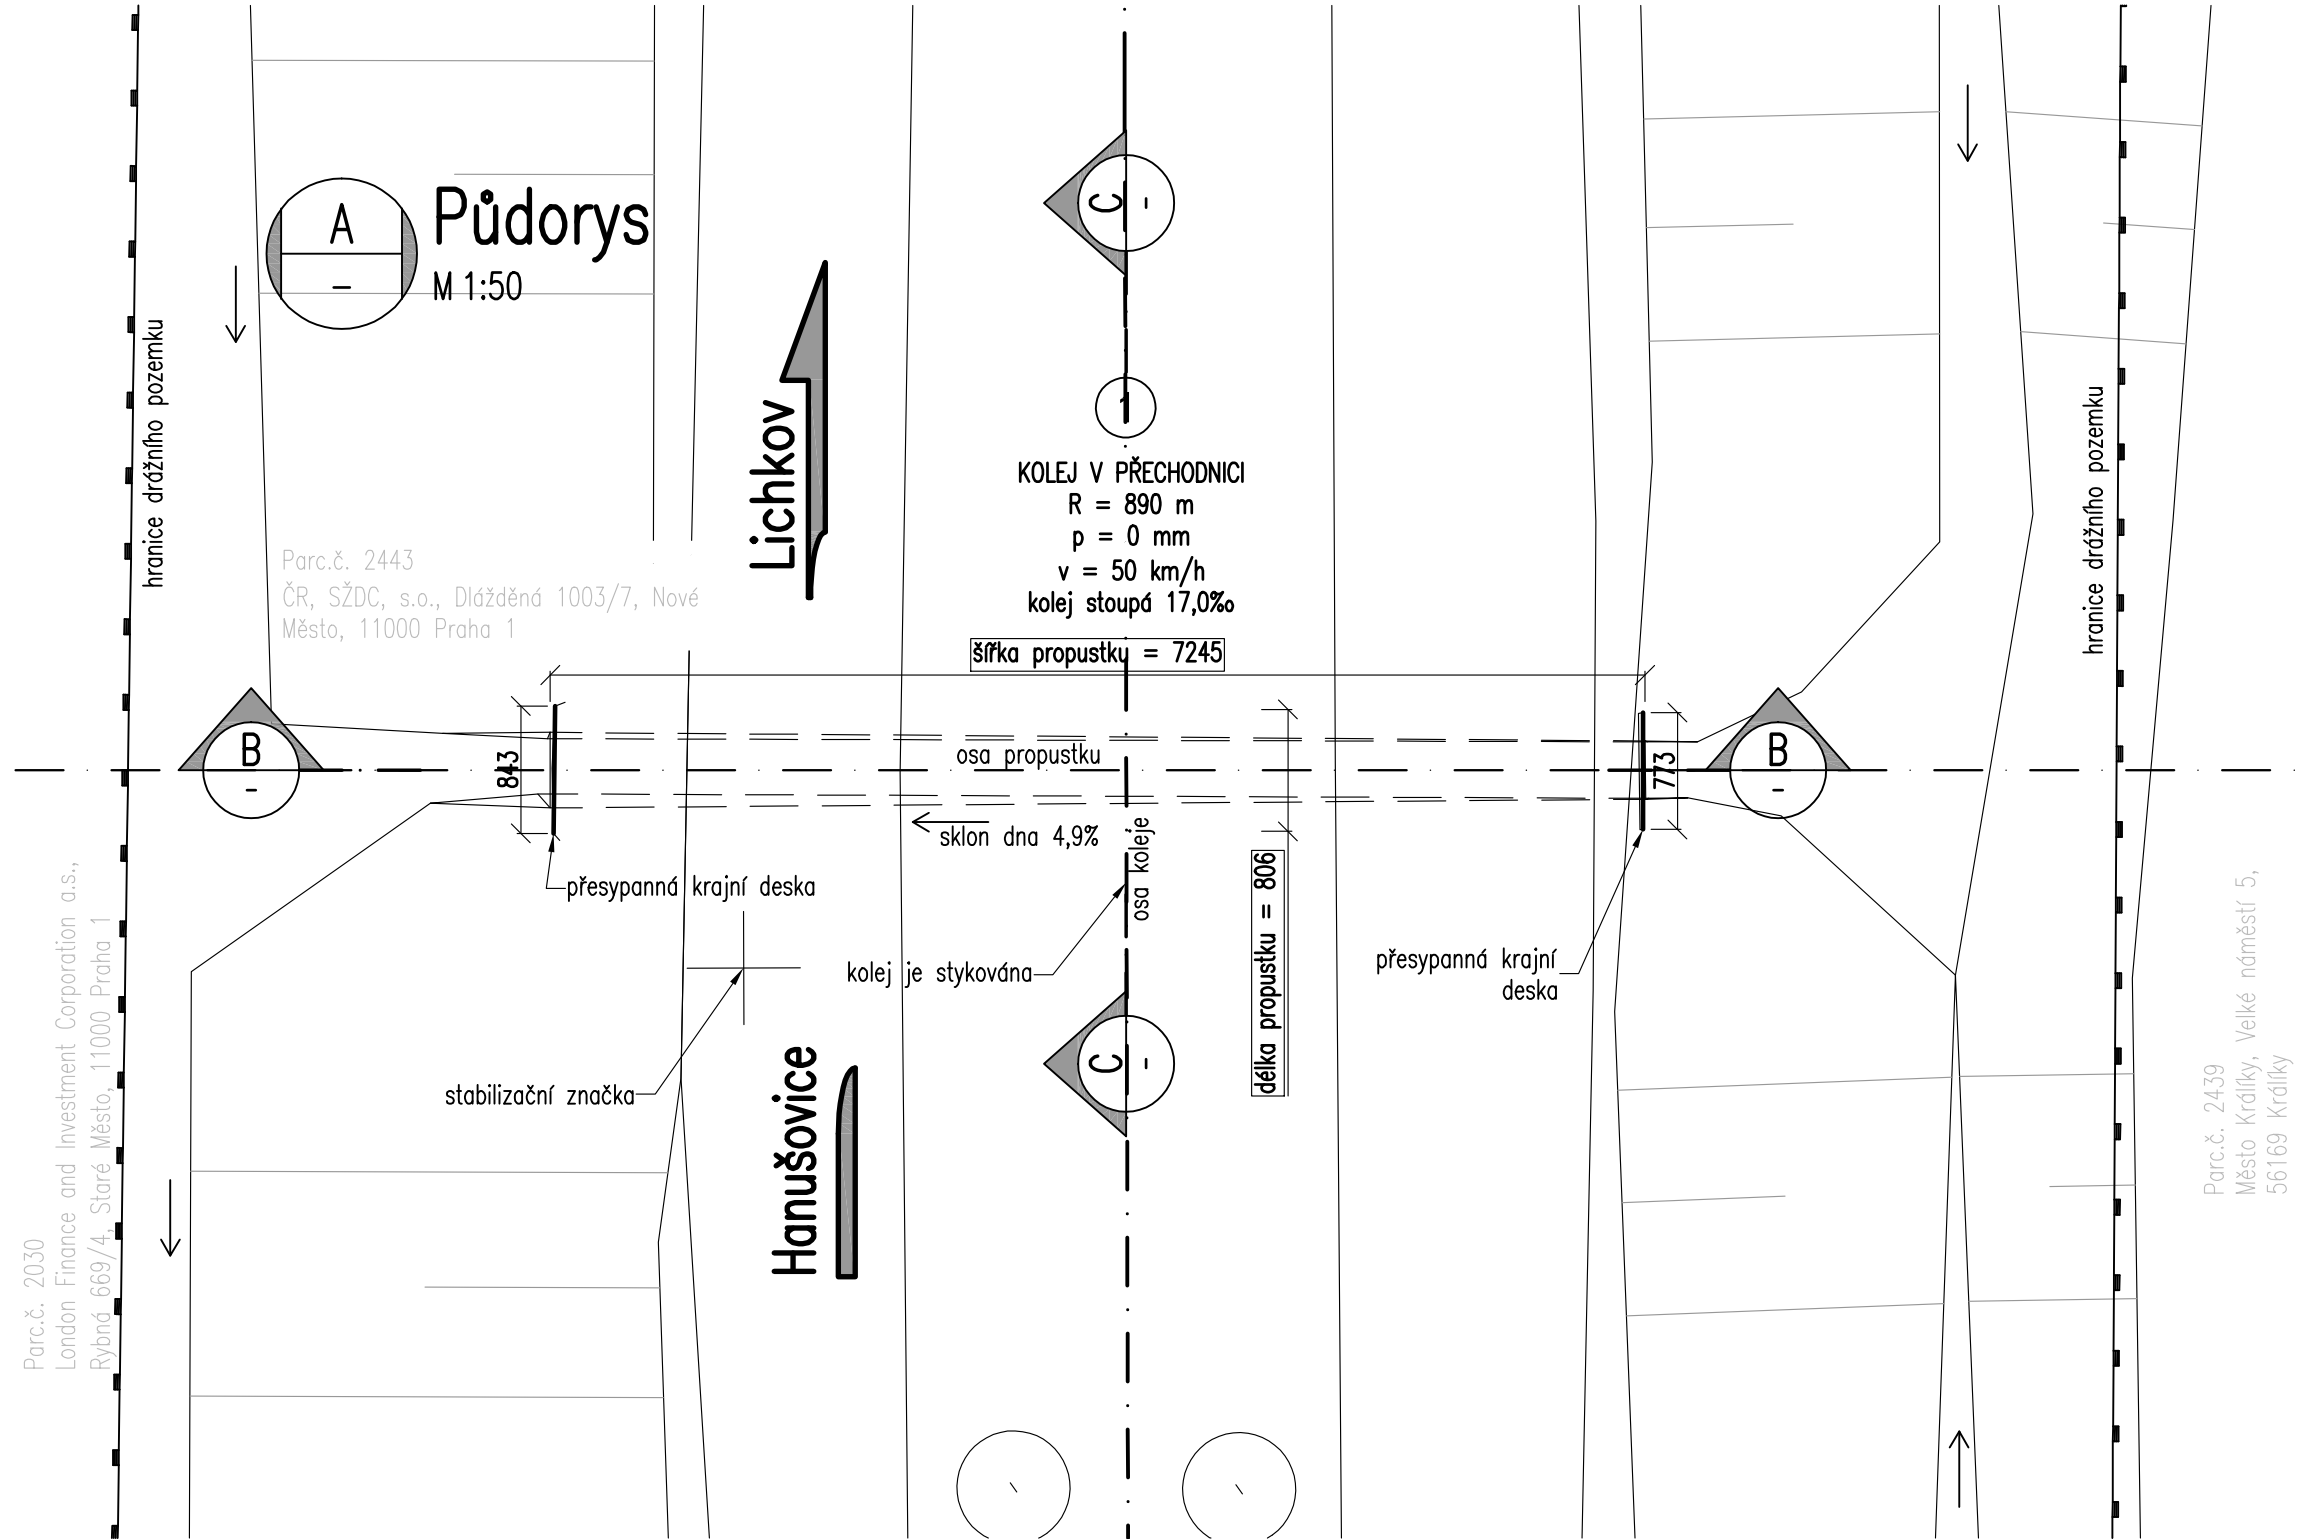 A
-
Půdorys
M 1:50
C
-
Lichkov
1
KOLEJ V PŘECHODNICI
R = 890 m
p = 0 mm
v = 50 km/h
kolej stoupá 17,0‰
šířka propustku = 7245
hranice drážního pozemku
hranice drážního pozemku
Parc.č. 2443
ČR, SŽDC, s.o., Dlážděná 1003/7, Nové
Město, 11000 Praha 1
B
-
843
osa propustku
773
B
-
sklon dna 4,9%
osa koleje
přesypanná krajní deska
délka propustku = 806
kolej je stykována
přesypanná krajní
deska
stabilizační značka
C
-
Hanušovice
Parc.č. 2030
London Finance and Investment Corporation a.s.,
Rybná 669/4, Staré Město, 11000 Praha 1
Parc.č. 2439
Město Králíky, Velké náměstí 5,
56169 Králíky